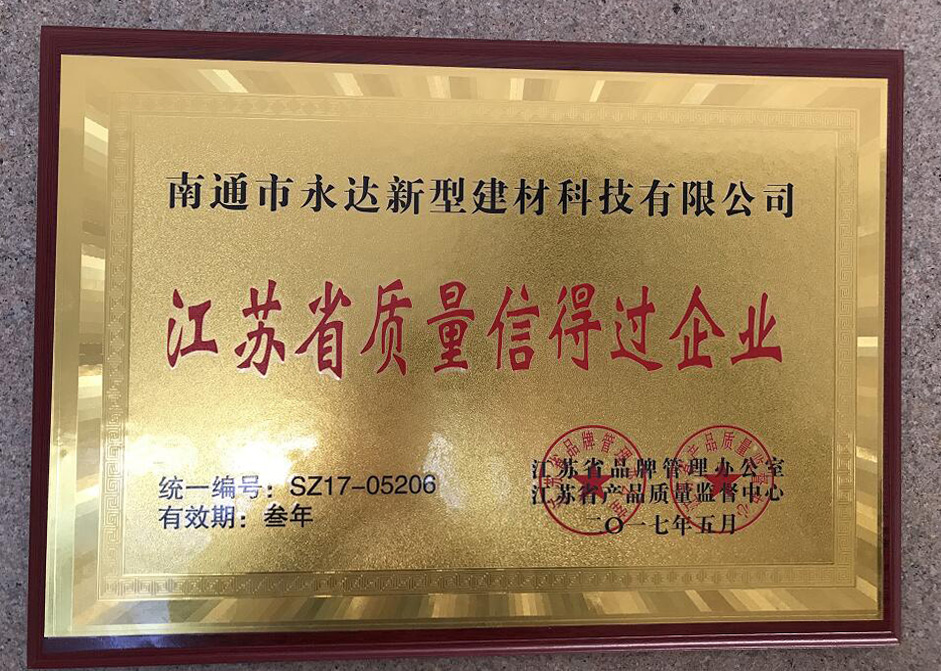 南通市永达新型建材科技有限公司
江苏省质量信得过企业
统一编号：SZ17-05206
有效期：叁年
江苏省品牌管理办公室
江苏省产品质量监督中心
二〇一七年五月